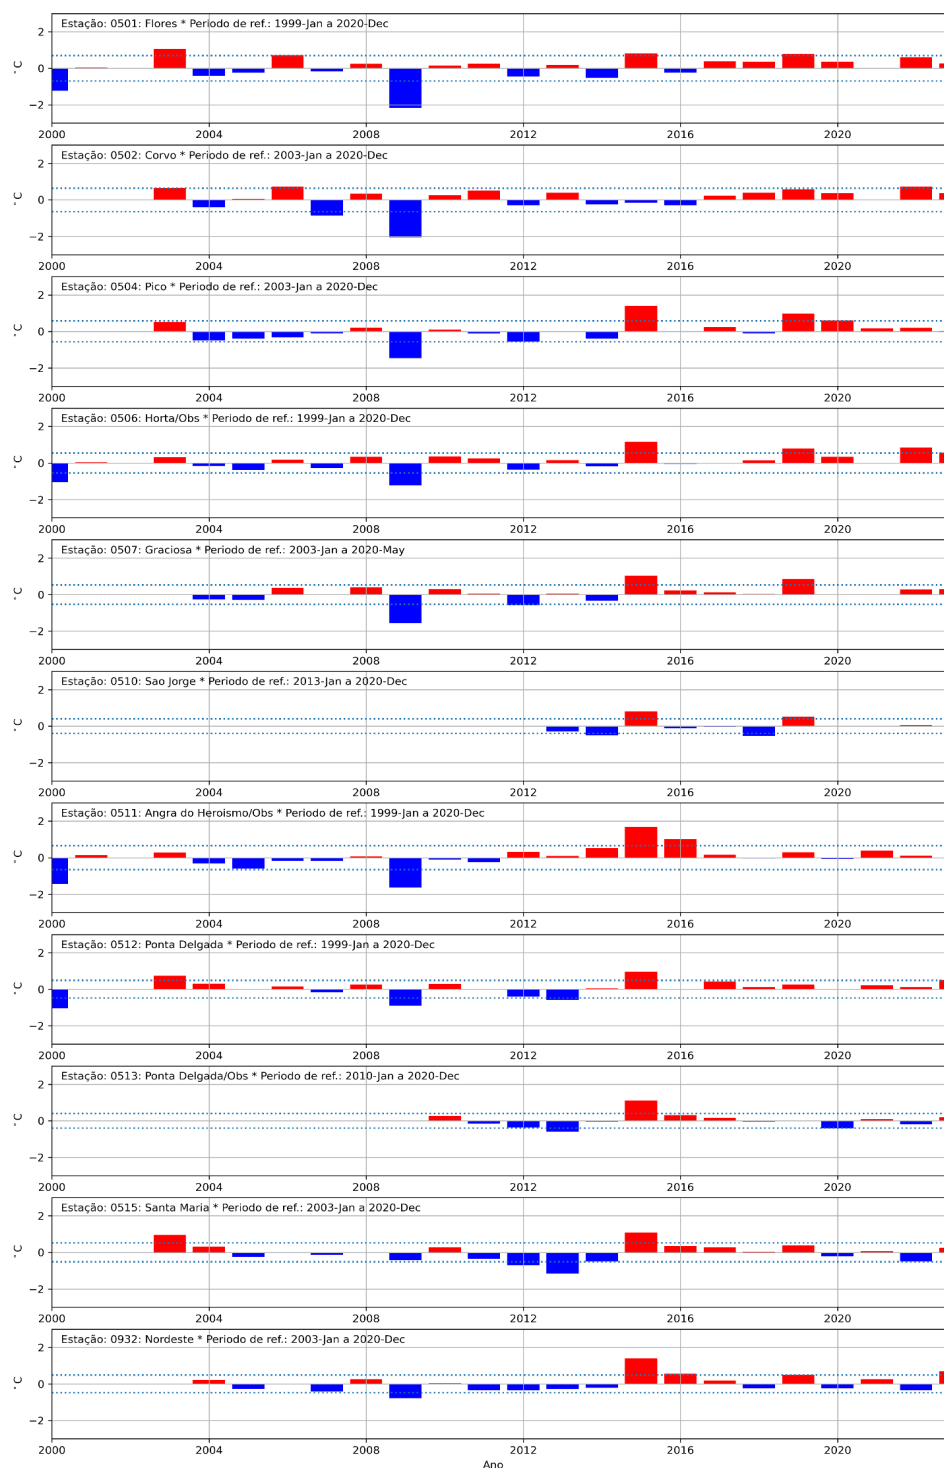 Estação: 0501: Flores * Periodo de ref.: 1999-Jan a 2020-Dec
2
0
−2
°C
2000 2004 2008 2012 2016 2020
Estação: 0502: Corvo * Periodo de ref.: 2003-Jan a 2020-Dec
2
0
−2
°C
2000 2004 2008 2012 2016 2020
Estação: 0504: Pico * Periodo de ref.: 2003-Jan a 2020-Dec
2
0
−2
°C
2000 2004 2008 2012 2016 2020
Estação: 0506: Horta/Obs * Periodo de ref.: 1999-Jan a 2020-Dec
2
0
−2
°C
2000 2004 2008 2012 2016 2020
Estação: 0507: Graciosa * Periodo de ref.: 2003-Jan a 2020-May
2
0
−2
°C
2000 2004 2008 2012 2016 2020
Estação: 0510: Sao Jorge * Periodo de ref.: 2013-Jan a 2020-Dec
2
0
−2
°C
2000 2004 2008 2012 2016 2020
Estação: 0511: Angra do Heroismo/Obs * Periodo de ref.: 1999-Jan a 2020-Dec
2
0
−2
°C
2000 2004 2008 2012 2016 2020
Estação: 0512: Ponta Delgada * Periodo de ref.: 1999-Jan a 2020-Dec
2
0
−2
°C
2000 2004 2008 2012 2016 2020
Estação: 0513: Ponta Delgada/Obs * Periodo de ref.: 2010-Jan a 2020-Dec
2
0
−2
°C
2000 2004 2008 2012 2016 2020
Estação: 0515: Santa Maria * Periodo de ref.: 2003-Jan a 2020-Dec
2
0
−2
°C
2000 2004 2008 2012 2016 2020
Estação: 0932: Nordeste * Periodo de ref.: 2003-Jan a 2020-Dec
2
0
−2
°C
2000 2004 2008 2012 2016 2020
Ano